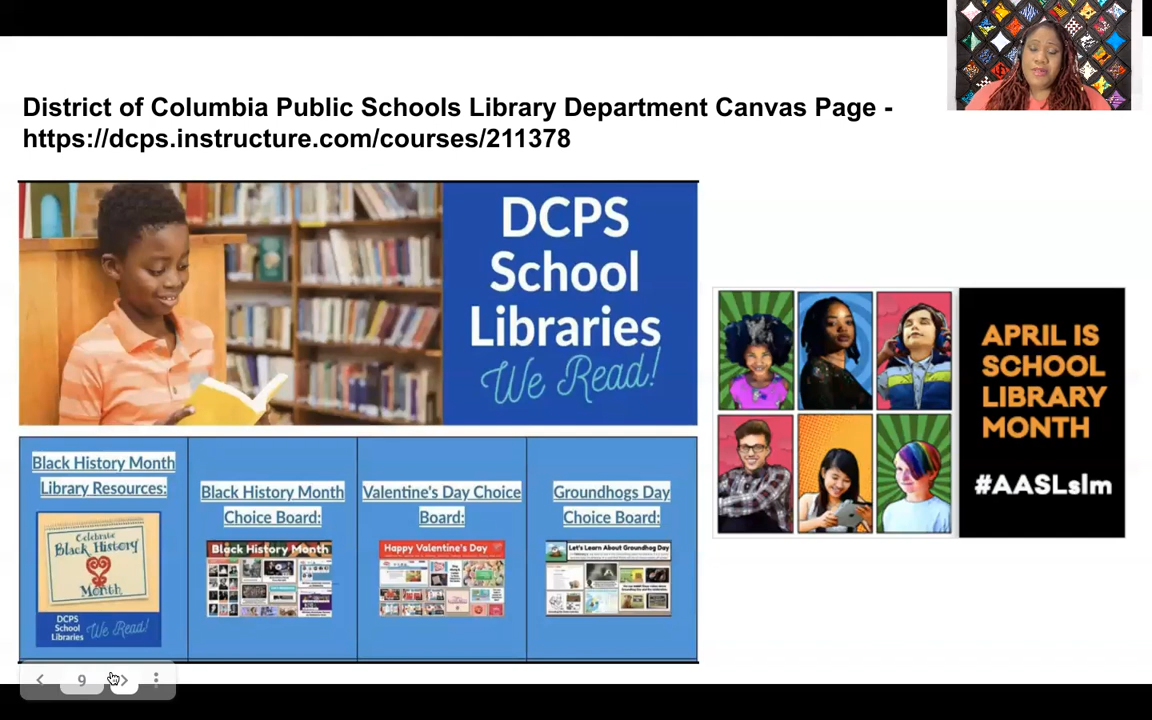 District of Columbia Public Schools Library Department Canvas Page -
https://dcps.instructure.com/courses/211378
DCPS
School
Libraries
We Read!
APRIL IS
SCHOOL
LIBRARY
MONTH
#AASLslm
Black History Month
Library Resources:
Celebrate
Black History
Month
DCPS
School
Libraries
We Read!
Black History Month
Choice Board:
Black History Month
Valentine's Day Choice
Board:
Happy Valentine's Day
Groundhogs Day
Choice Board:
Let's Learn About Groundhog Day
9